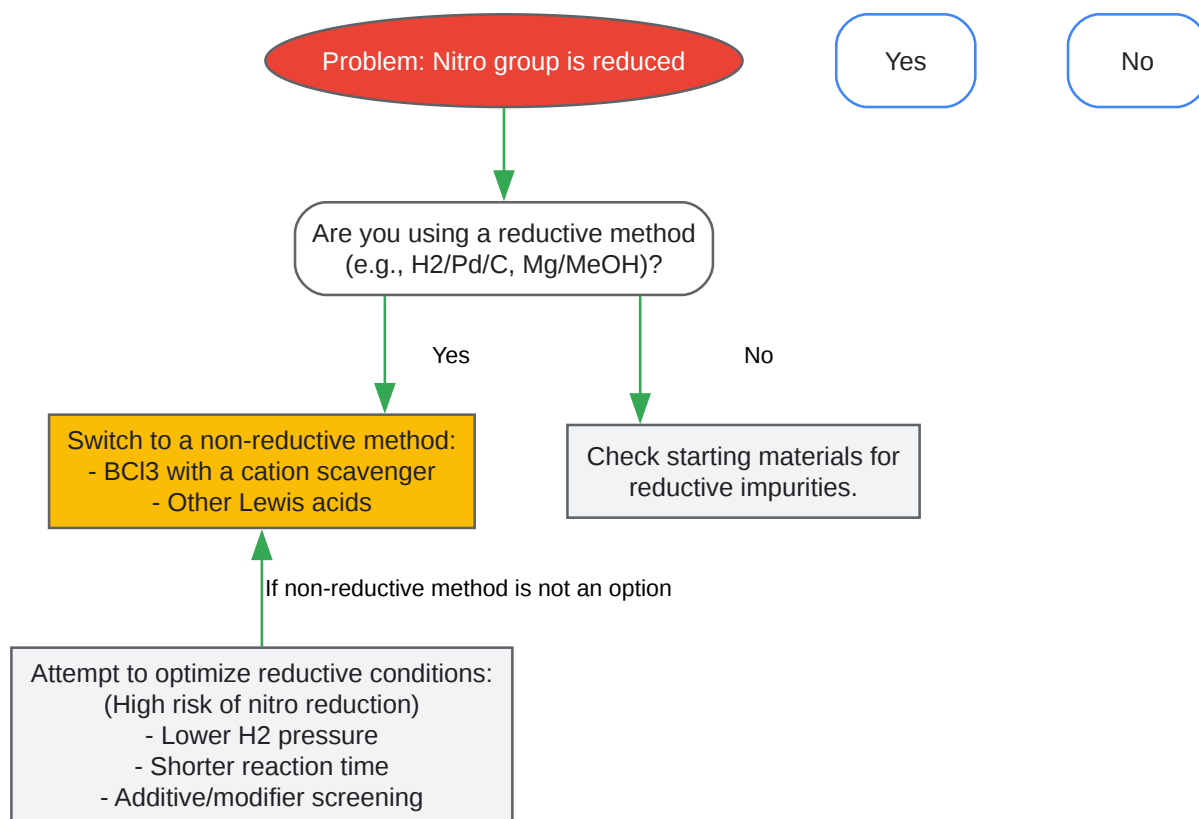 Problem: Nitro group is reduced
Yes
No
Are you using a reductive method
(e.g., H2/Pd/C, Mg/MeOH)?
Yes
No
Switch to a non-reductive method:
- BCl3 with a cation scavenger
- Other Lewis acids
Check starting materials for
reductive impurities.
If non-reductive method is not an option
Attempt to optimize reductive conditions:
(High risk of nitro reduction)
- Lower H2 pressure
- Shorter reaction time
- Additive/modifier screening